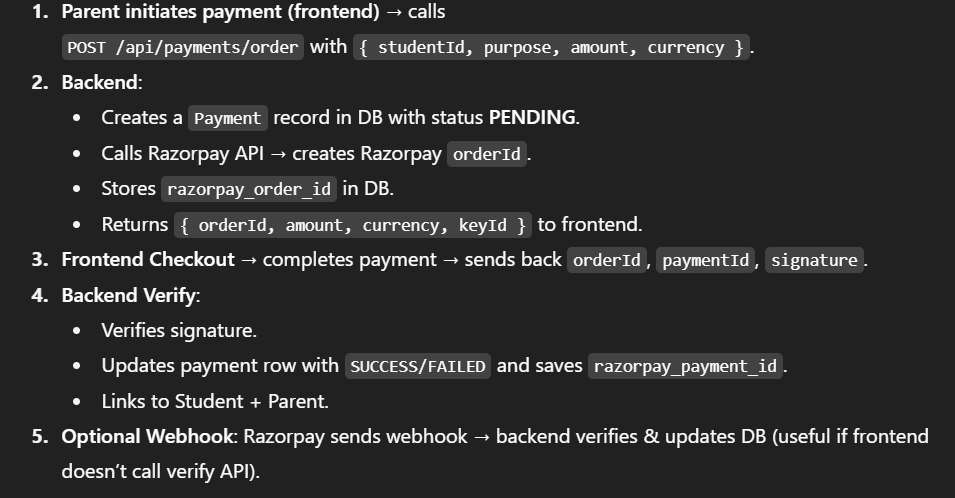 1. Parent initiates payment (frontend) → calls
POST /api/payments/order with { studentId, purpose, amount, currency }.
2. Backend:
• Creates a Payment record in DB with status PENDING.
• Calls Razorpay API → creates Razorpay orderId.
• Stores razorpay_order_id in DB.
• Returns { orderId, amount, currency, keyId } to frontend.
3. Frontend Checkout → completes payment → sends back orderId, paymentId, signature.
4. Backend Verify:
• Verifies signature.
• Updates payment row with SUCCESS/FAILED and saves razorpay_payment_id.
• Links to Student + Parent.
5. Optional Webhook: Razorpay sends webhook → backend verifies & updates DB (useful if frontend
doesn’t call verify API).